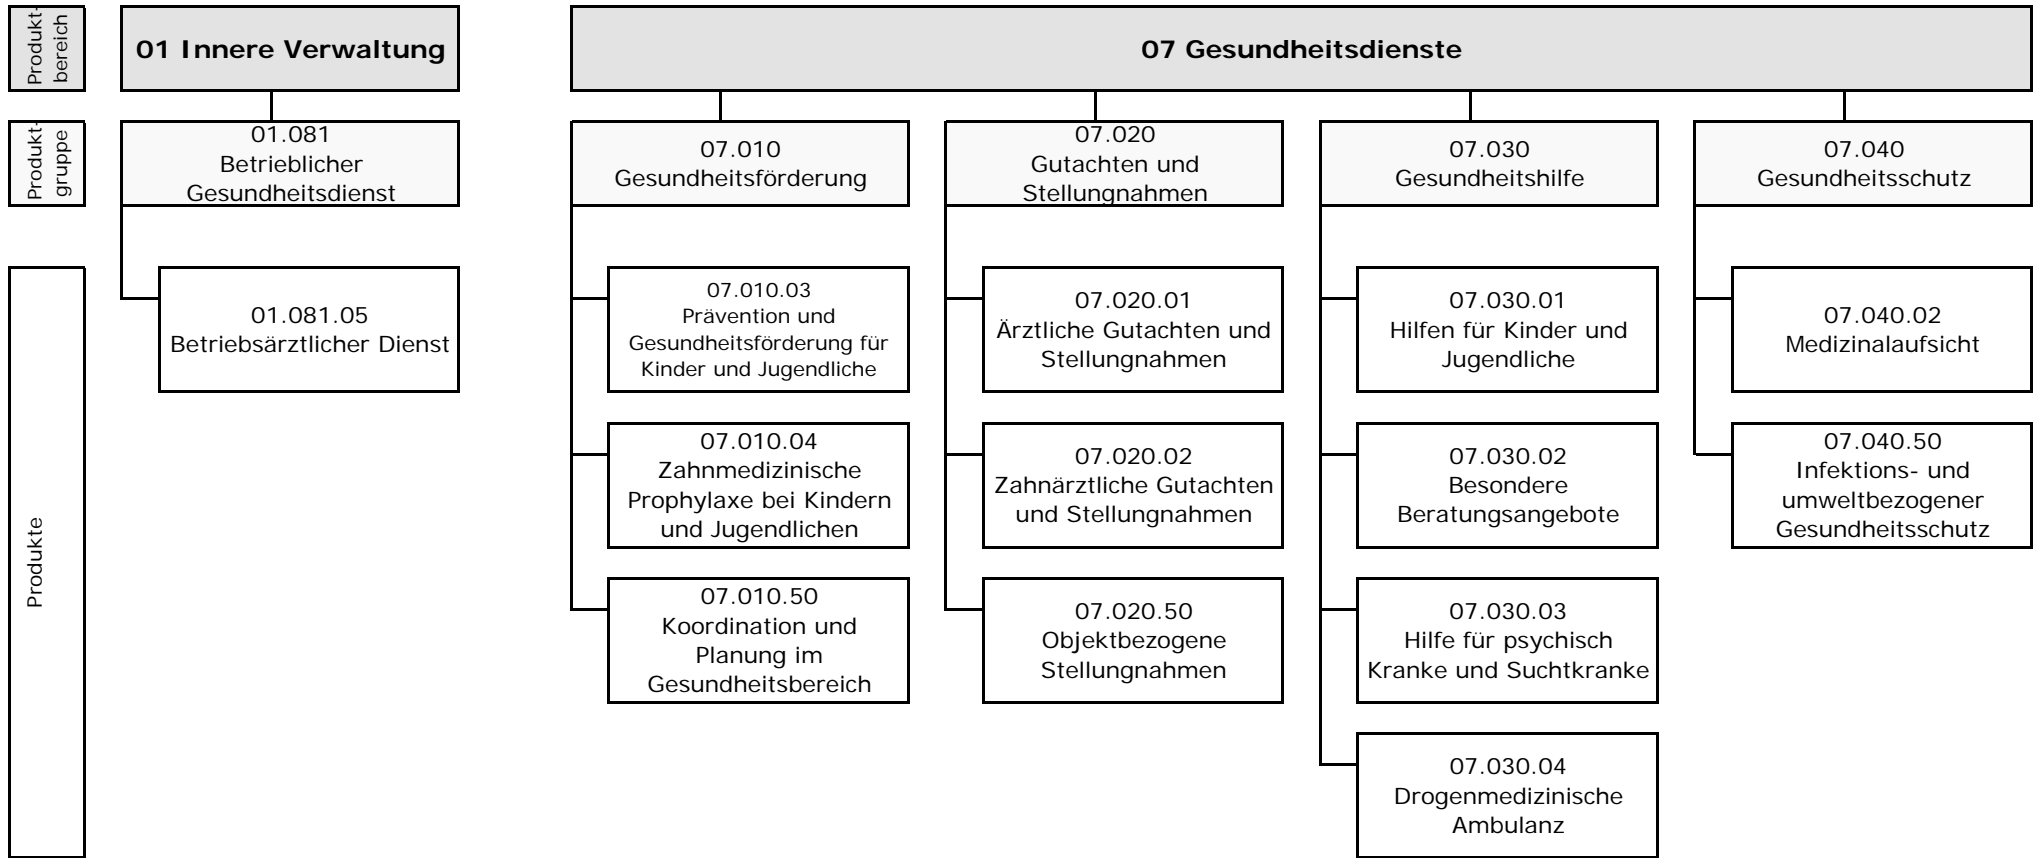 Produkt-
bereich
01 Innere Verwaltung
07 Gesundheitsdienste
Produkt-
gruppe
01.081
Betrieblicher
Gesundheitsdienst
07.010
Gesundheitsförderung
07.020
Gutachten und
Stellungnahmen
07.030
Gesundheitshilfe
07.040
Gesundheitsschutz
Produkte
01.081.05
Betriebsärztlicher Dienst
07.010.03
Prävention und
Gesundheitsförderung für
Kinder und Jugendliche
07.020.01
Ärztliche Gutachten und
Stellungnahmen
07.030.01
Hilfen für Kinder und
Jugendliche
07.040.02
Medizinalaufsicht
07.010.04
Zahnmedizinische
Prophylaxe bei Kindern
und Jugendlichen
07.020.02
Zahnärztliche Gutachten
und Stellungnahmen
07.030.02
Besondere
Beratungsangebote
07.040.50
Infektions- und
umweltbezogener
Gesundheitsschutz
07.010.50
Koordination und
Planung im
Gesundheitsbereich
07.020.50
Objektbezogene
Stellungnahmen
07.030.03
Hilfe für psychisch
Kranke und Suchtkranke
07.030.04
Drogenmedizinische
Ambulanz